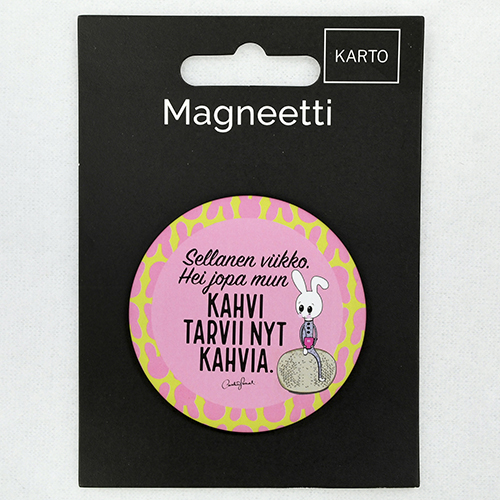 KARTO
Magneetti
Sellanen viikko.
Hei jopa mun
KAHVI
TARVII NYT
KAHVIA.